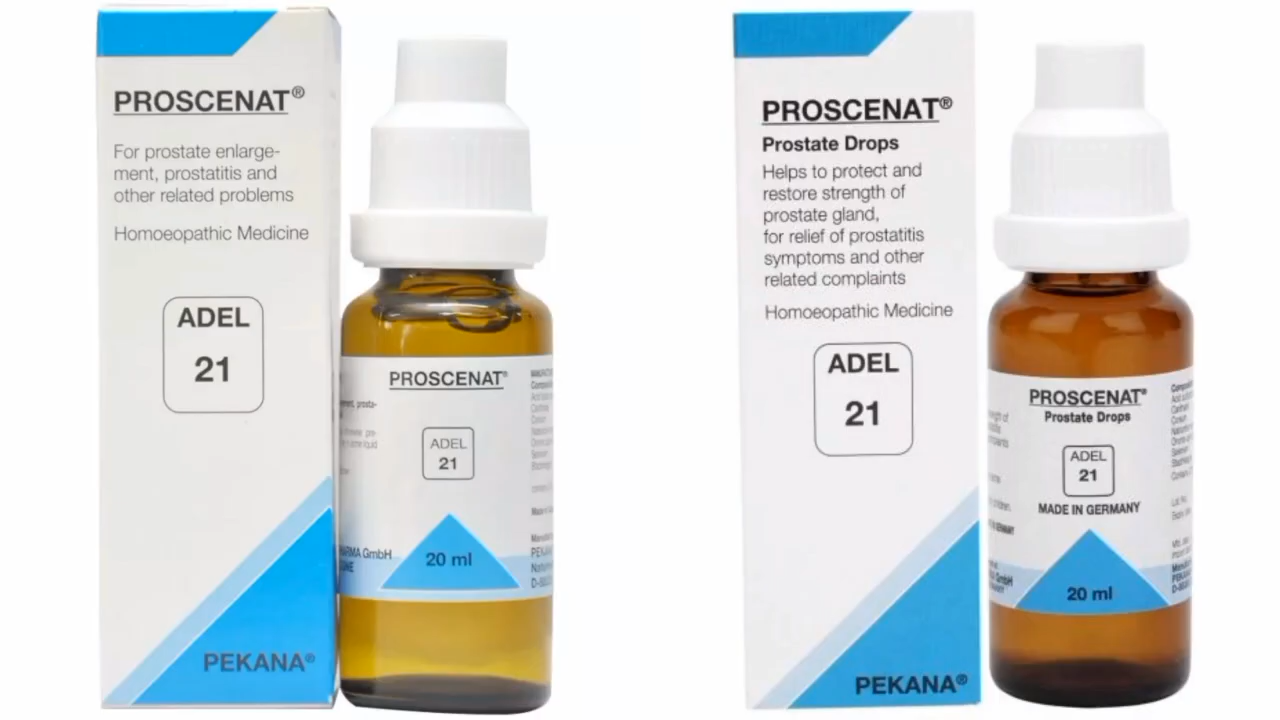 PROSCENAT®
For prostate enlarge-
ment, prostatitis and
other related problems
Homoeopathic Medicine
ADEL
21
PEKANA®
PROSCENAT®
ADEL
21
20 ml
GmbH
PROSCENAT®
Prostate Drops
Helps to protect and
restore strength of
prostate gland,
for relief of prostatitis
symptoms and other
related complaints
Homoeopathic Medicine
ADEL
21
PEKANA®
PROSCENAT®
Prostate Drops
ADEL
21
MADE IN GERMANY
20 ml